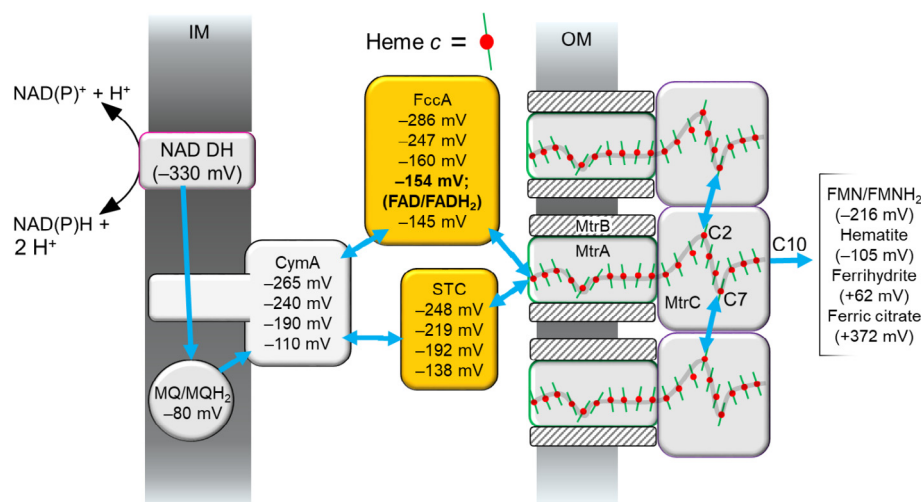 IM
Heme c =
OM
NAD(P)⁺ + H⁺
NAD DH
(–330 mV)
NAD(P)H +
2 H⁺
MQ/MQH₂
–80 mV
CymA
–265 mV
–240 mV
–190 mV
–110 mV
FccA
–286 mV
–247 mV
–160 mV
–154 mV;
(FAD/FADH₂)
–145 mV
STC
–248 mV
–219 mV
–192 mV
–138 mV
MtrB
MtrA
C2
C7
MtrC
C10
FMN/FMNH₂
(–216 mV)
Hematite
(–105 mV)
Ferrihydrite
(+62 mV)
Ferric citrate
(+372 mV)